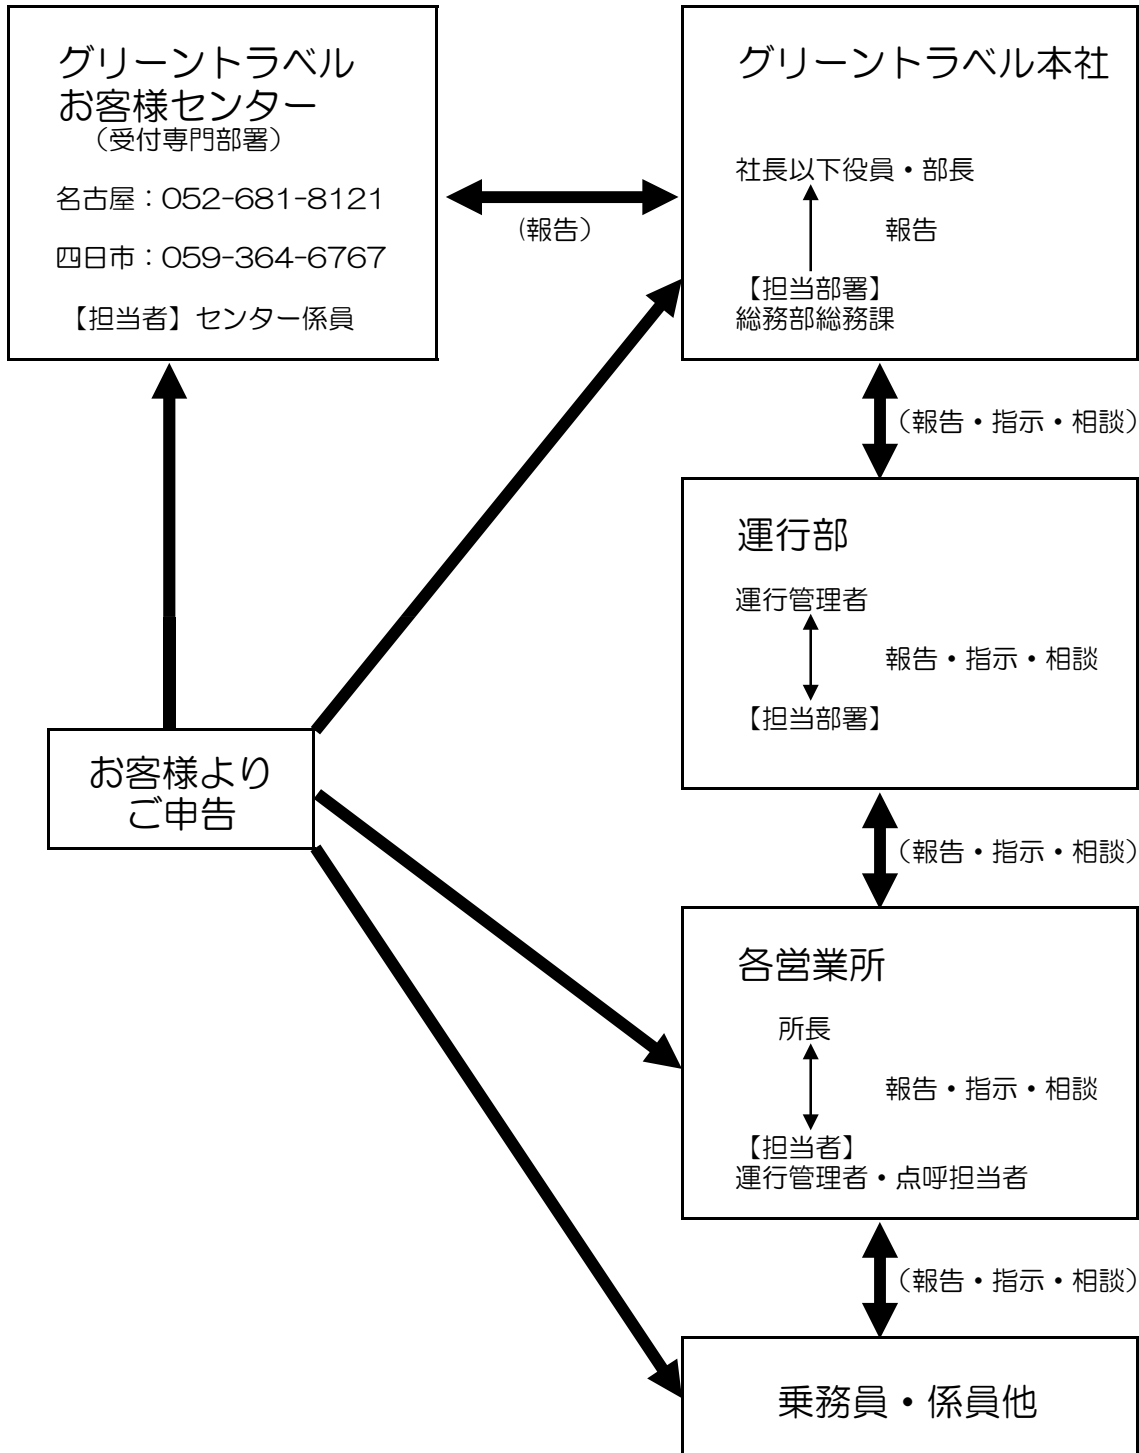 グリーントラベル
お客様センター
（受付専門部署）
名古屋：052-681-8121
四日市：059-364-6767
【担当者】センター係員
(報告）
グリーントラベル本社
社長以下役員・部長
報告
【担当部署】
総務部総務課
（報告・指示・相談）
運行部
運行管理者
報告・指示・相談
【担当部署】
お客様より
ご申告
（報告・指示・相談）
各営業所
所長
報告・指示・相談
【担当者】
運行管理者・点呼担当者
（報告・指示・相談）
乗務員・係員他